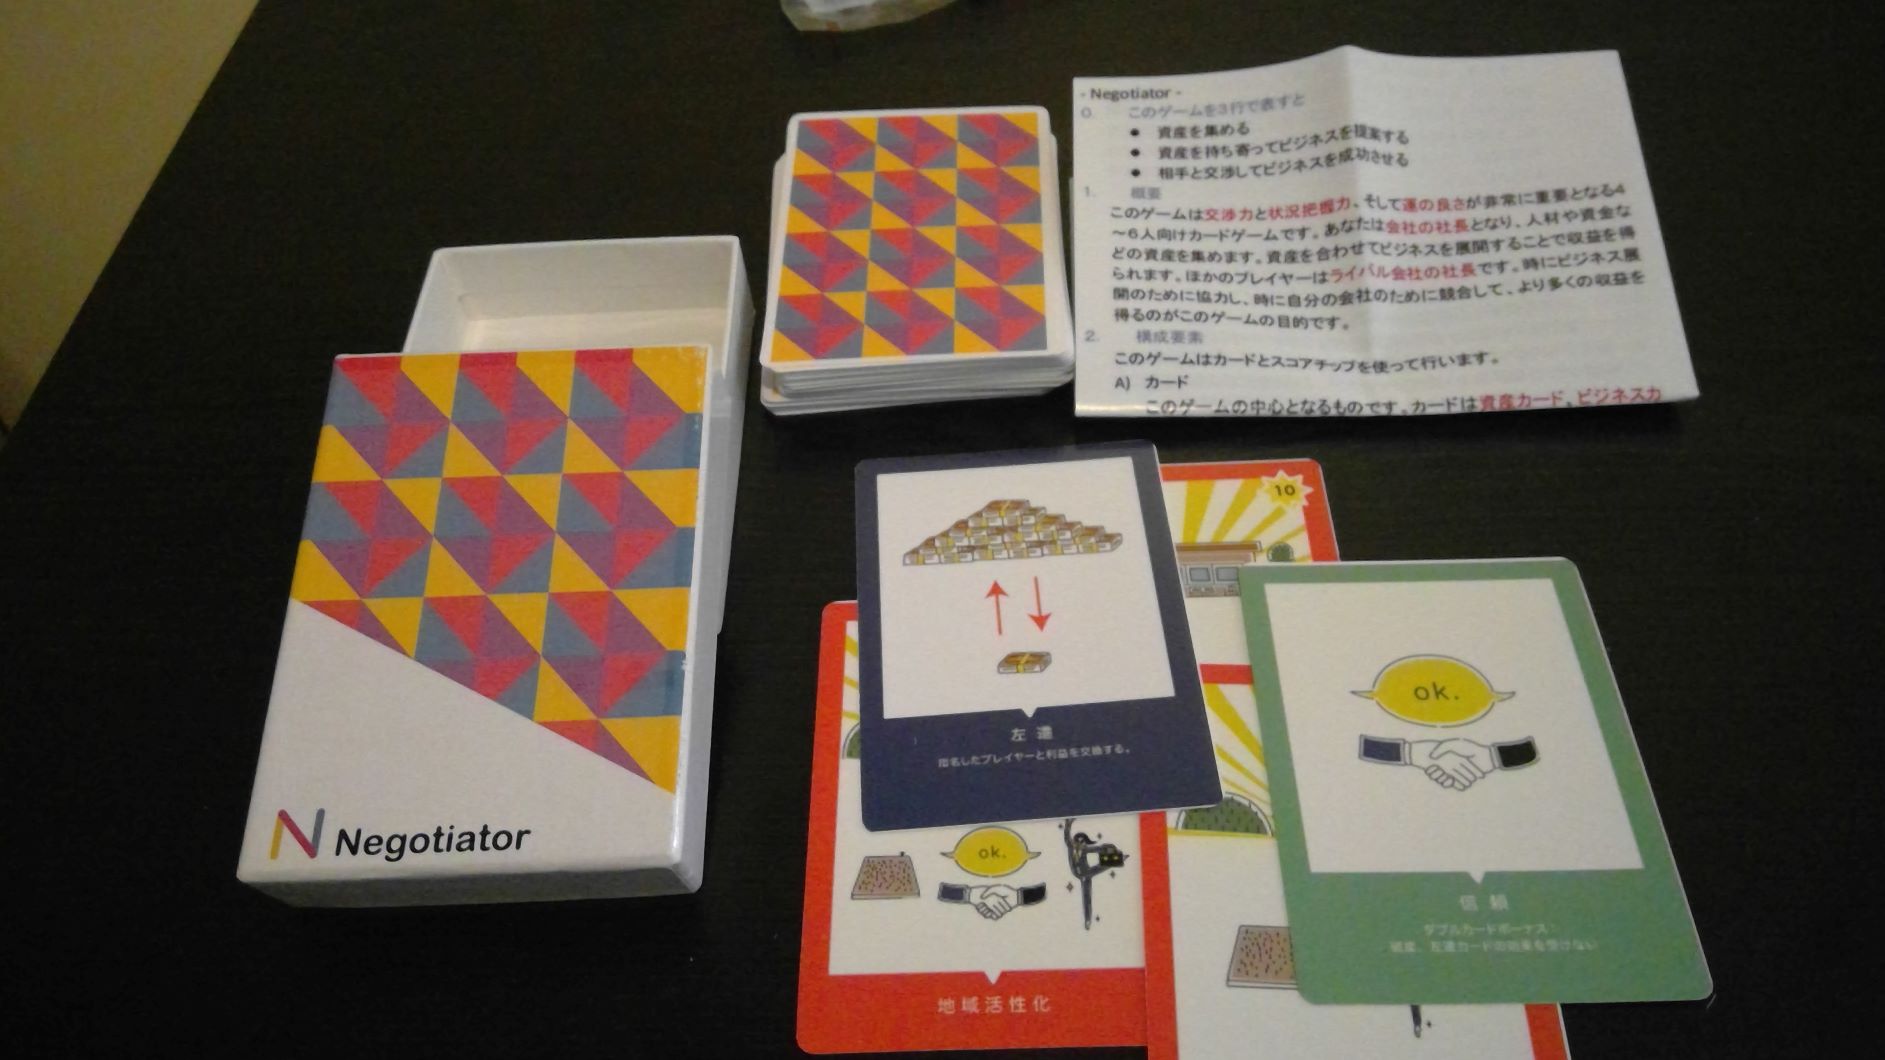 - Negotiator -
0. このゲームを3行で表すと
● 資産を集める
● 資産を持ち寄ってビジネスを提案する
● 相手と交渉してビジネスを成功させる
1. 概要
このゲームは交渉力と状況把握力、そして運の良さが非常に重要となる4
～6人向けカードゲームです。あなたは会社の社長となり、人材や資金な
どの資産を集めます。資産を合わせてビジネスを展開することで収益を得
られます。ほかのプレイヤーはライバル会社の社長です。時にビジネス展
開のために協力し、時に自分の会社のために競合して、より多くの収益を
得るのがこのゲームの目的です。
2. 構成要素
このゲームはカードとスコアチップを使って行います。
A) カード
このゲームの中心となるものです。カードは資産カード、ビジネスカ
10
ok.
左遷
指名したプレイヤーと利益を交換する。
N Negotiator
ok.
信頼
ダブルカードボーナス：
破産、左遷カードの効果を受けない
地域活性化